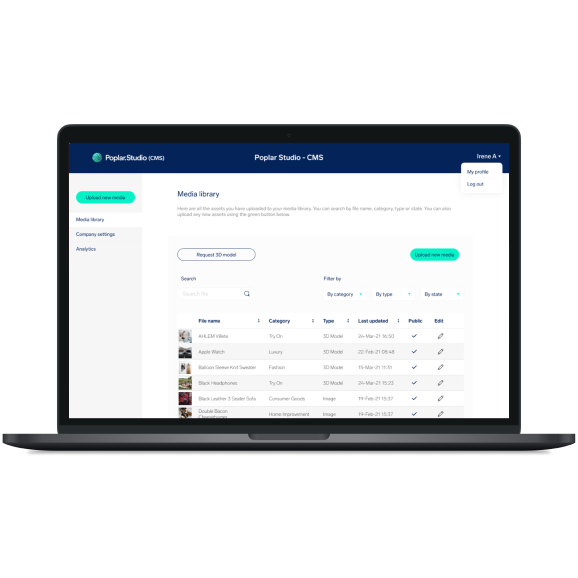 Poplar.Studio (CMS)
Poplar Studio - CMS
Irene A
My profile
Log out
Upload new media
Media library
Company settings
Analytics
Media library
Here are all the assets you have uploaded to your media library. You can search by file name, category, type or state. You can also
upload any new assets using the green button below.
Request 3D model
Upload new media
Search
Filter by
Search file
By category
By type
By state
File name Category Type Last updated Public Edit
AHLEM Villete Try On 3D Model 24-Mar-21 14:50
Apple Watch Luxury 3D Model 22-Feb-21 08:48
Balloon Sleeve Knit Sweater Fashion 3D Model 15-Mar-21 11:31
Black Headphones Try On 3D Model 24-Mar-21 15:23
Black Leather 3 Seater Sofa Consumer Goods Image 19-Feb-21 15:37
Double Bacon
Cheeseburger Home improvement Image 19-Feb-21 15:37